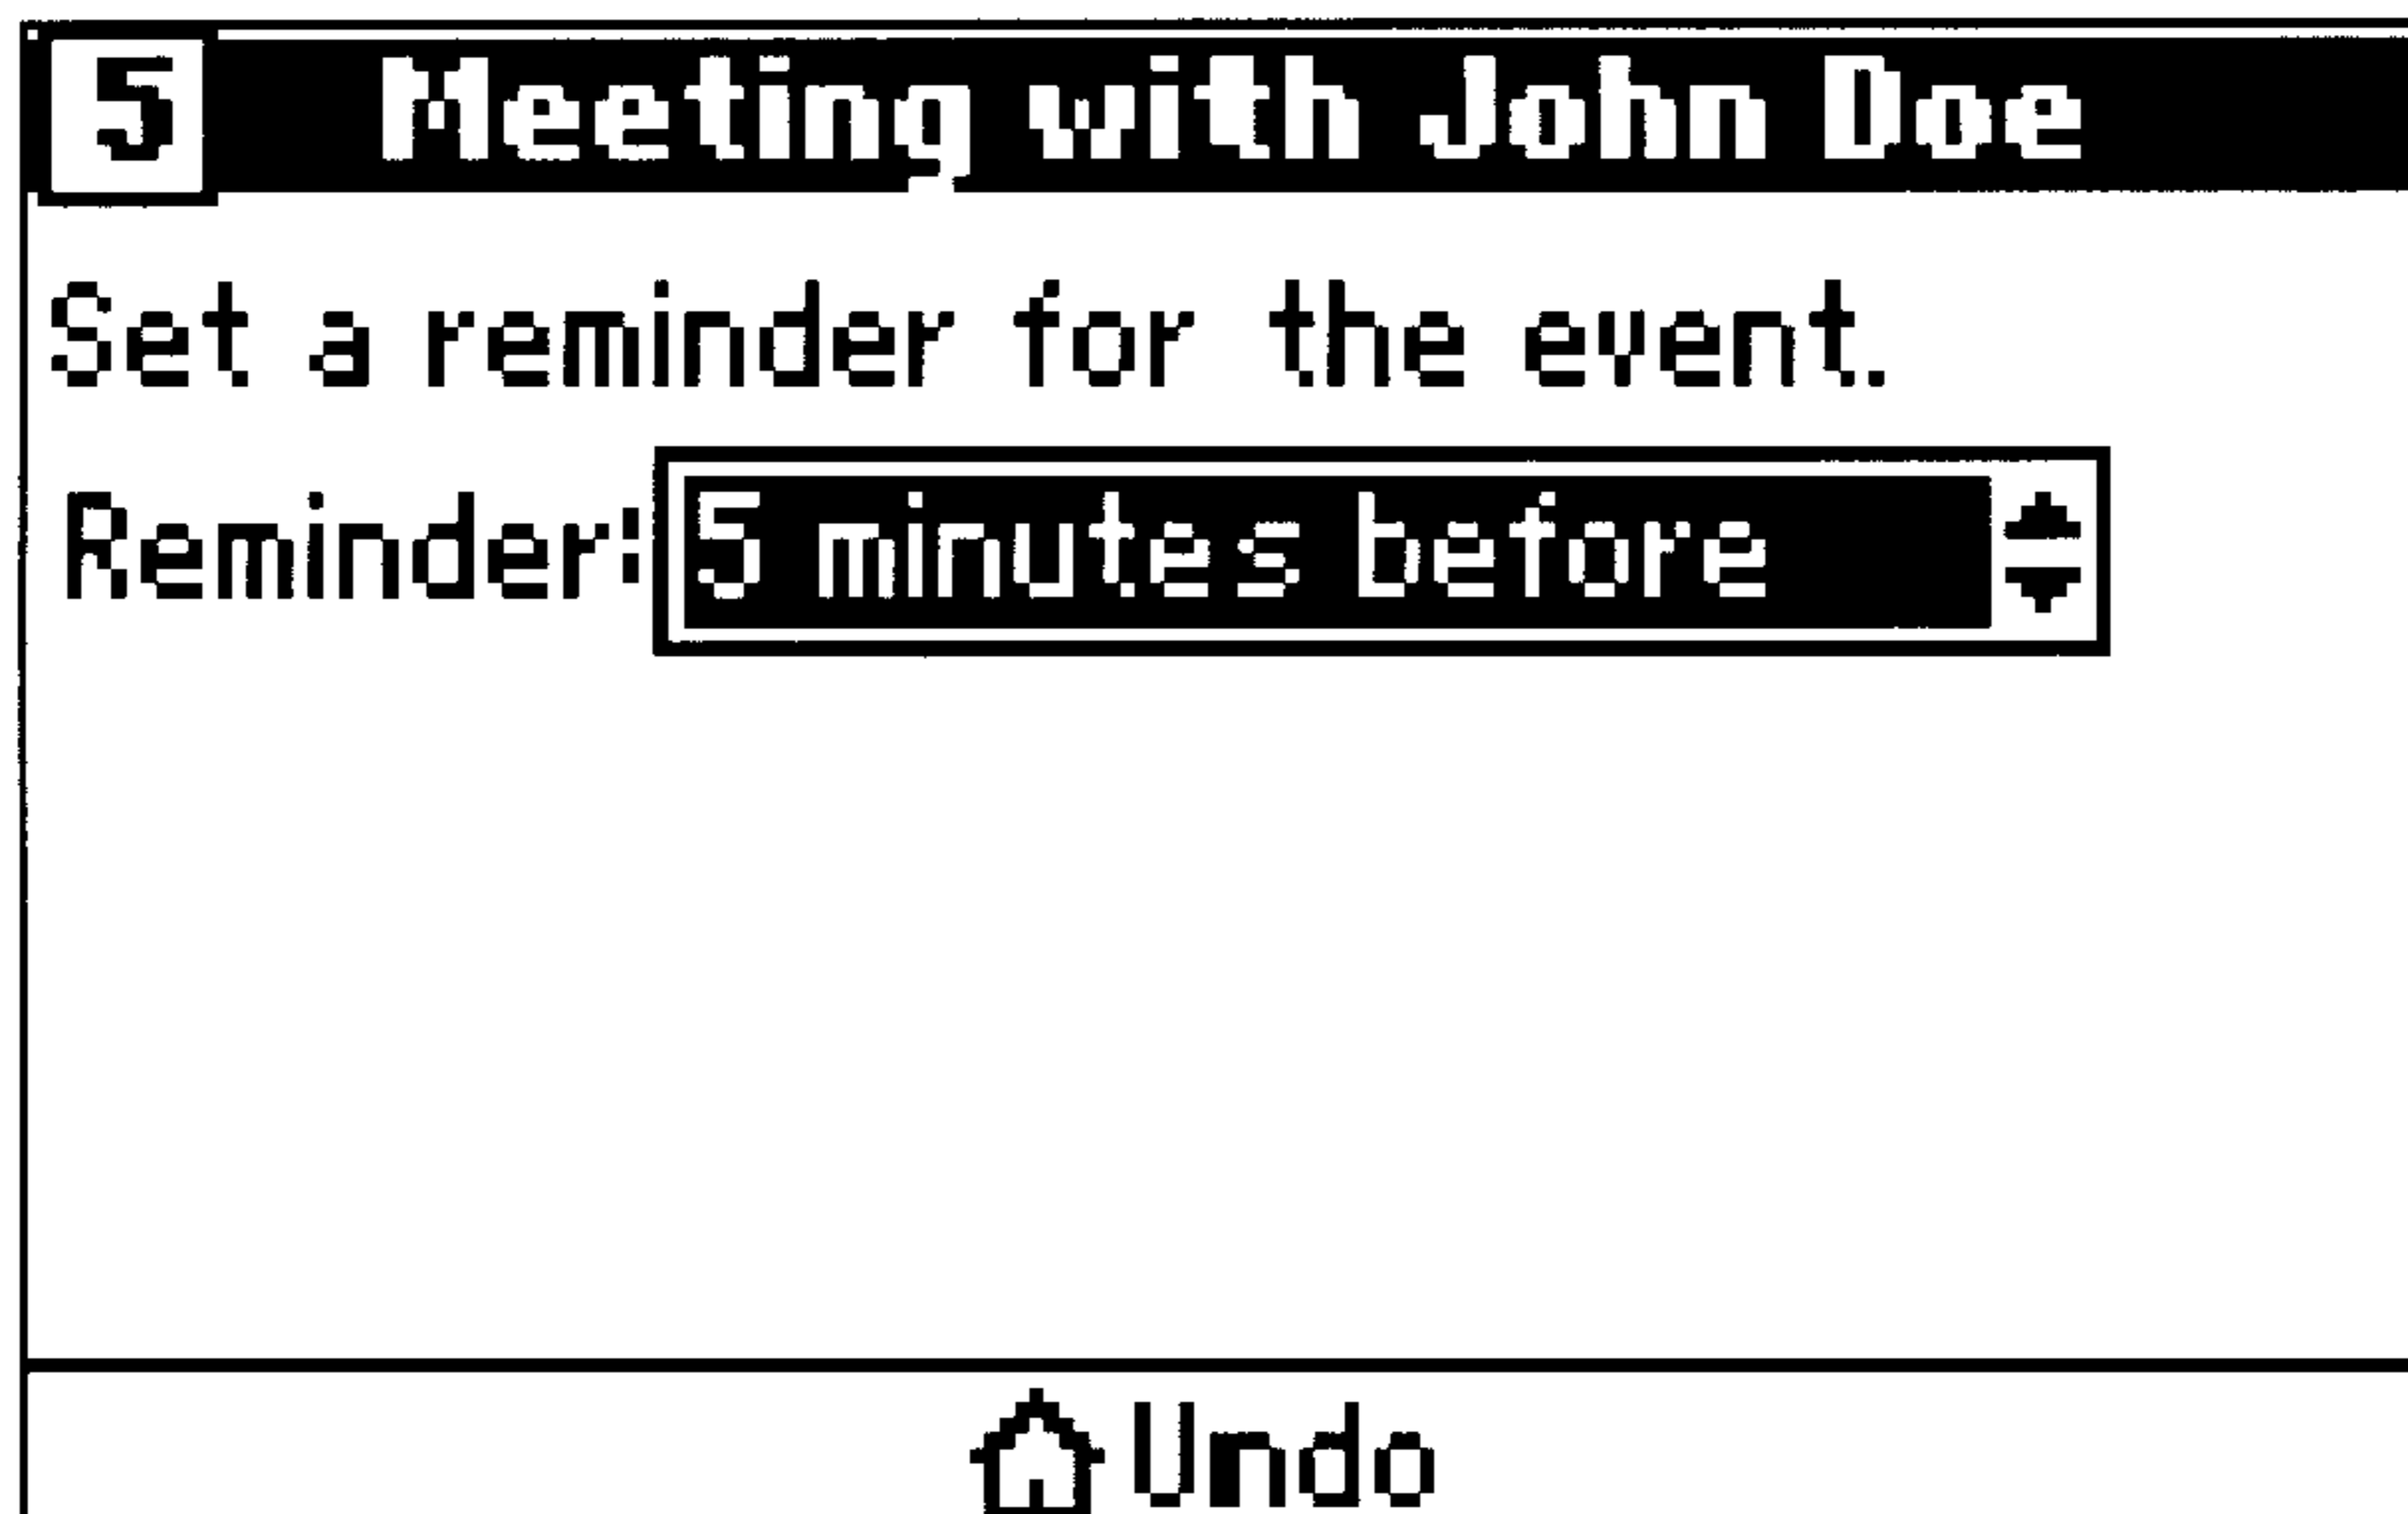 5 Meeting with John Doe
Set a reminder for the event.
Reminder: 5 minutes before
Undo